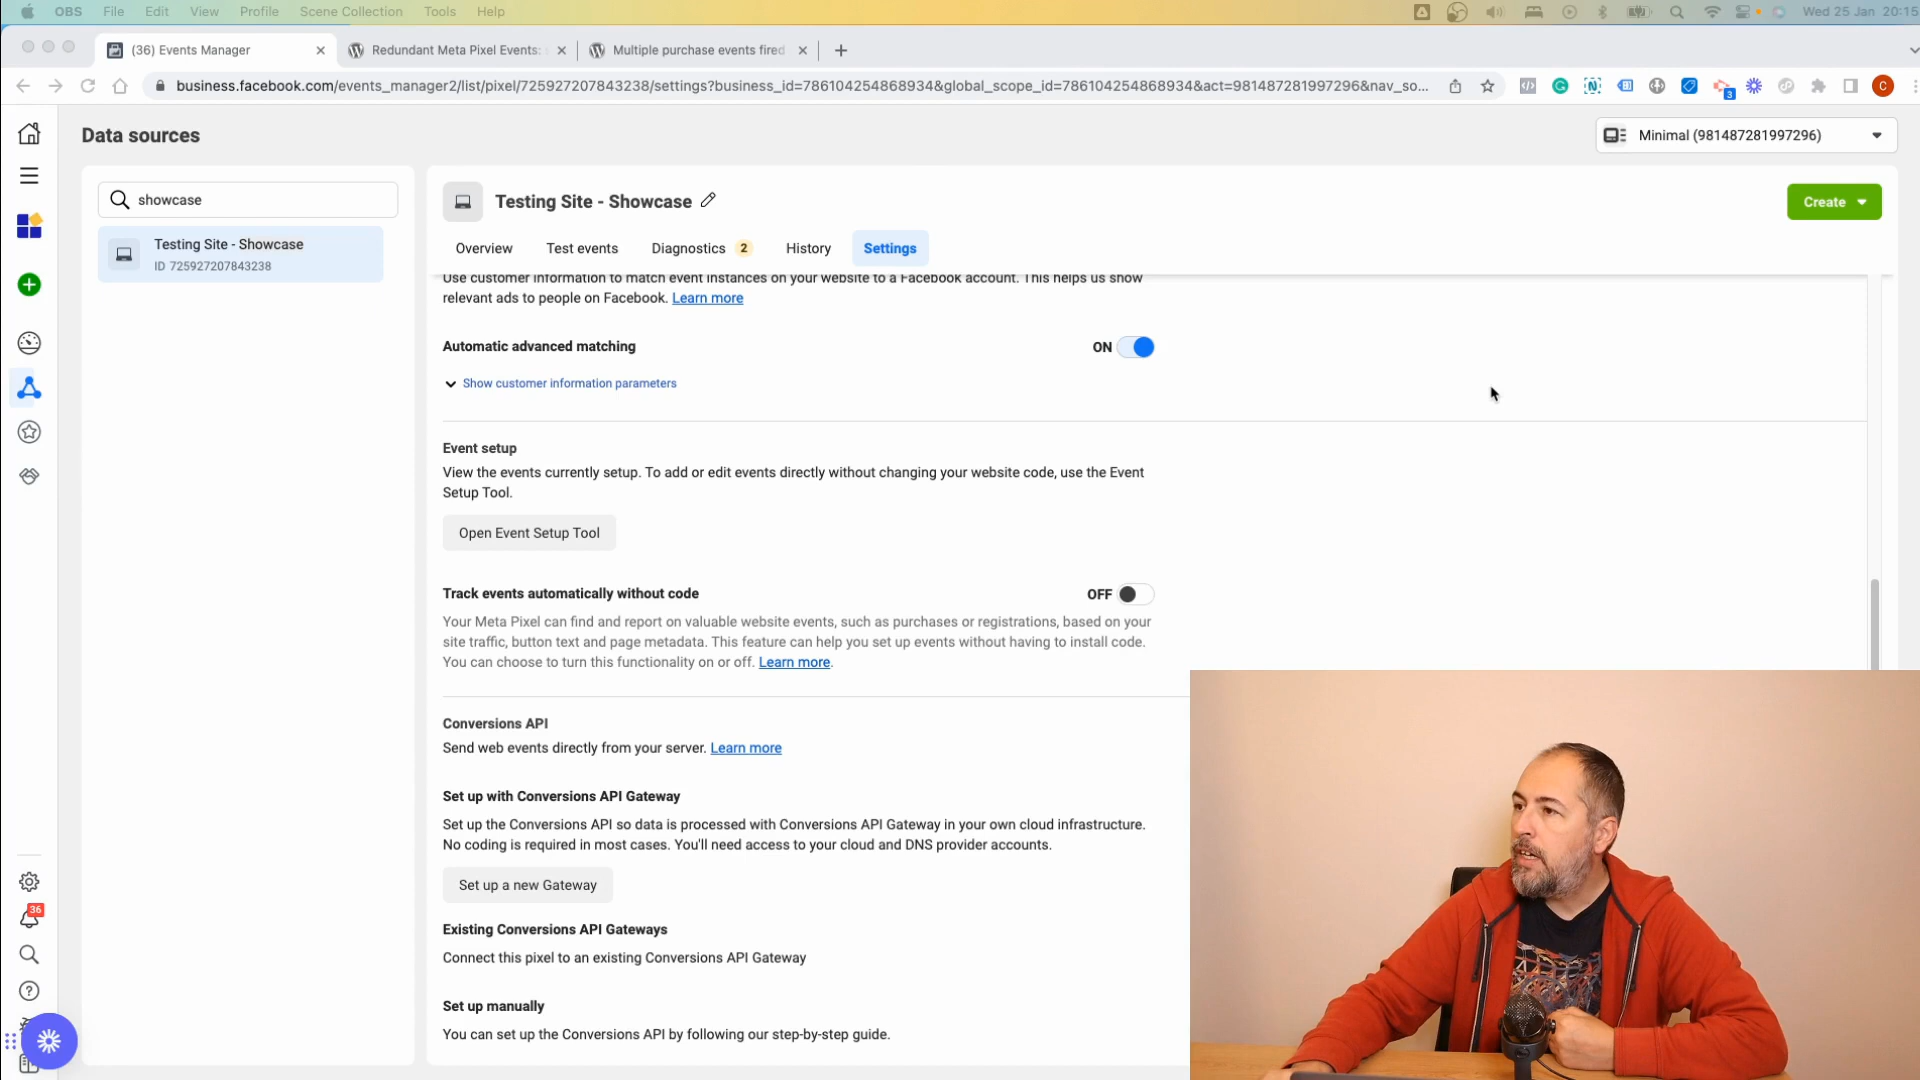 OBS File Edit View Profile Scene Collection Tools Help Wed 25 Jan 20:15
(36) Events Manager Redundant Meta Pixel Events: Multiple purchase events fired
business.facebook.com/events_manager2/list/pixel/725927207843238/settings?business_id=786104254868934&global_scope_id=786104254868934&act=981487281997296&nav_so... 3 C
Data sources
Minimal (981487281997296)
showcase
Testing Site - Showcase
ID 725927207843238
Testing Site - Showcase
Create
Overview Test events Diagnostics 2 History Settings
Use customer information to match event instances on your website to a Facebook account. This helps us show
relevant ads to people on Facebook. Learn more
Automatic advanced matching ON
Show customer information parameters
Event setup
View the events currently setup. To add or edit events directly without changing your website code, use the Event
Setup Tool.
Open Event Setup Tool
Track events automatically without code OFF
Your Meta Pixel can find and report on valuable website events, such as purchases or registrations, based on your
site traffic, button text and page metadata. This feature can help you set up events without having to install code.
You can choose to turn this functionality on or off. Learn more.
Conversions API
Send web events directly from your server. Learn more
Set up with Conversions API Gateway
Set up the Conversions API so data is processed with Conversions API Gateway in your own cloud infrastructure.
No coding is required in most cases. You'll need access to your cloud and DNS provider accounts.
Set up a new Gateway
Existing Conversions API Gateways
Connect this pixel to an existing Conversions API Gateway
Set up manually
You can set up the Conversions API by following our step-by-step guide.
36